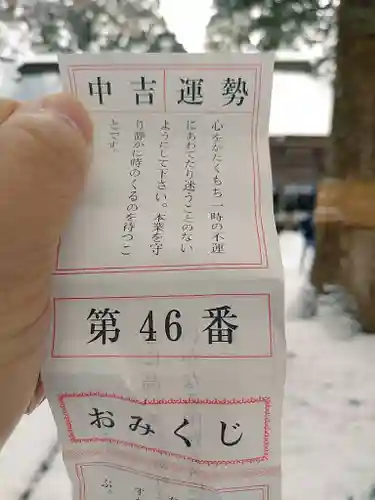 運勢 中吉
心をかたくもち一時の不運
にあわてたり迷うことのない
ようにして下さい。本業を守
り静かに時のくるのを待つこ
とです。
第46番
おみくじ